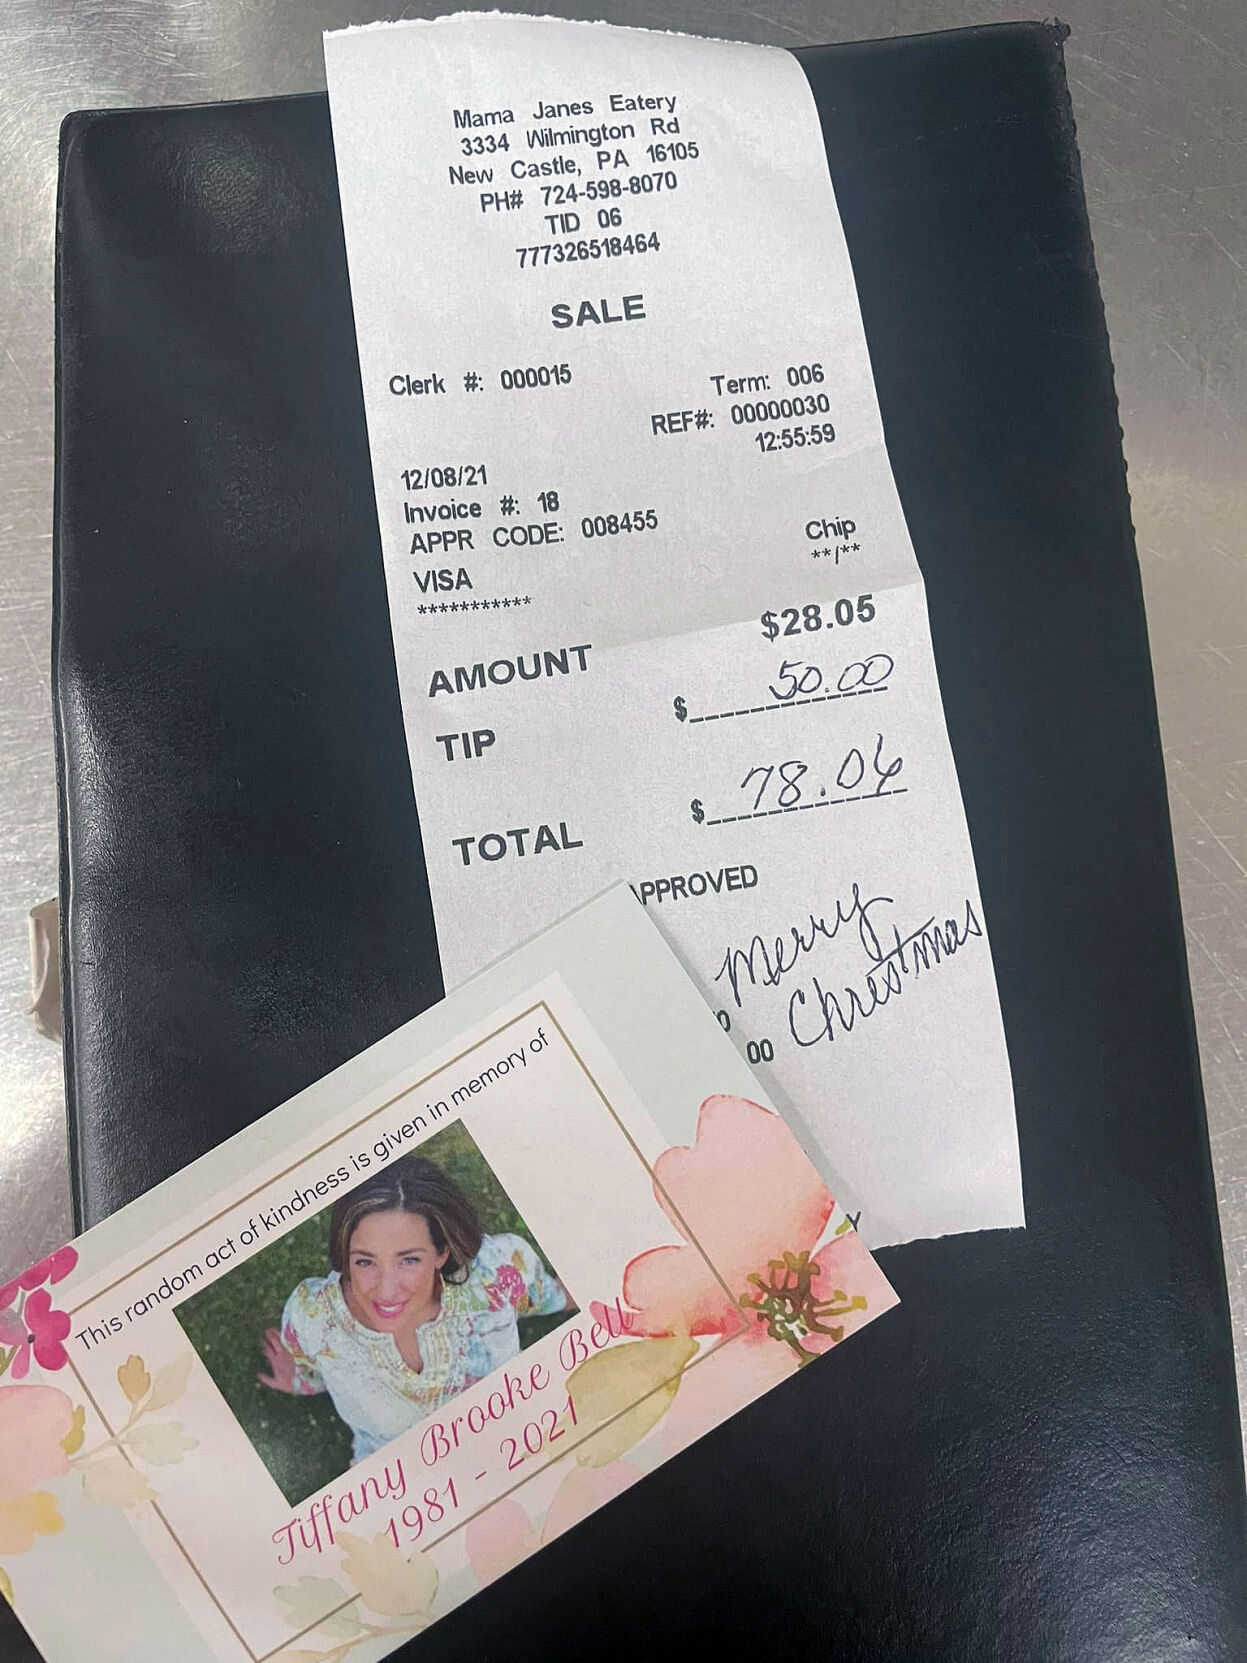 Mama Janes Eatery
3334 Wilmington Rd
New Castle, PA 16105
PH# 724-598-8070
TID 06
777326518464
SALE
Clerk #: 000015
Term: 006
REF#: 00000030
12:55:59
12/08/21
Invoice #: 18
APPR CODE: 008455
Chip
VISA
**/**
***********
$28.05
AMOUNT
$ 50.00
TIP
$ 78.06
TOTAL
APPROVED
Merry
Christmas
00
This random act of kindness is given in memory of
Tiffany Brooke Bell
1981 - 2021
Y